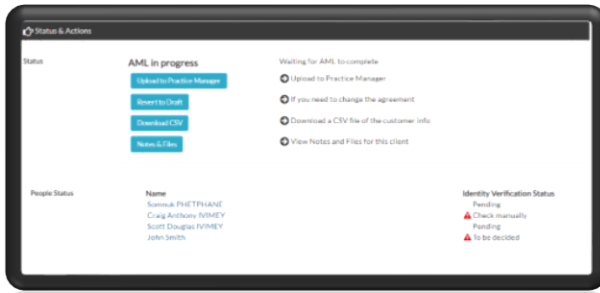 Status & Actions
Status
AML in progress
Waiting for AML to complete
Upload to Practice Manager
Upload to Practice Manager
Revert to Draft
If you need to change the agreement
Download CSV
Download a CSV file of the customer info
Notes & Files
View Notes and Files for this client
People Status
Name
Identity Verification Status
Somnuk PHETPHANE
Pending
Craig Anthony IVIMEY
Check manually
Scott Douglas IVIMEY
Pending
John Smith
To be decided